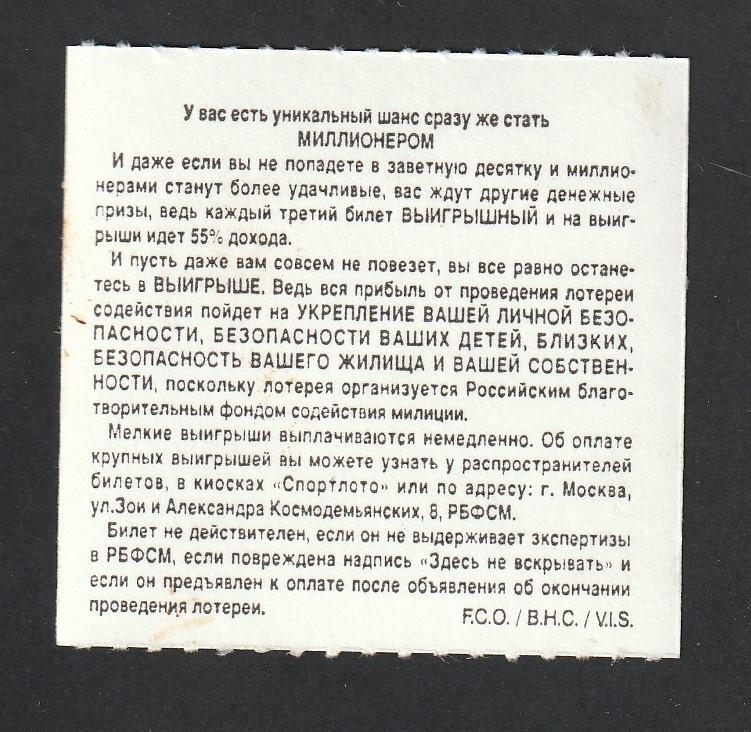 У вас есть уникальный шанс сразу же стать
МИЛЛИОНЕРОМ
И даже если вы не попадете в заветную десятку и миллио-
нерами станут более удачливые, вас ждут другие денежные
призы, ведь каждый третий билет ВЫИГРЫШНЫЙ и на выиг-
рыши идет 55% дохода.
И пусть даже вам совсем не повезет, вы все равно остане-
тесь в ВЫИГРЫШЕ. Ведь вся прибыль от проведения лотереи
содействия пойдет на УКРЕПЛЕНИЕ ВАШЕЙ ЛИЧНОЙ БЕЗО-
ПАСНОСТИ, БЕЗОПАСНОСТИ ВАШИХ ДЕТЕЙ, БЛИЗКИХ,
БЕЗОПАСНОСТЬ ВАШЕГО ЖИЛИЩА И ВАШЕЙ СОБСТВЕН-
НОСТИ, поскольку лотерея организуется Российским благо-
творительным фондом содействия милиции.
Мелкие выигрыши выплачиваются немедленно. Об оплате
крупных выигрышей вы можете узнать у распространителей
билетов, в киосках «Спортлото» или по адресу: г. Москва,
ул.Зои и Александра Космодемьянских, 8, РБФСМ.
Билет не действителен, если он не выдерживает экспертизы
в РБФСМ, если повреждена надпись «Здесь не вскрывать» и
если он предъявлен к оплате после объявления об окончании
проведения лотереи.
F.C.O. / B.H.C. / V.I.S.